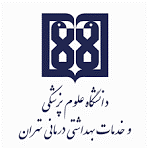 دانشگاه علوم پزشکی
و خدمات بهداشتی درمانی تهران